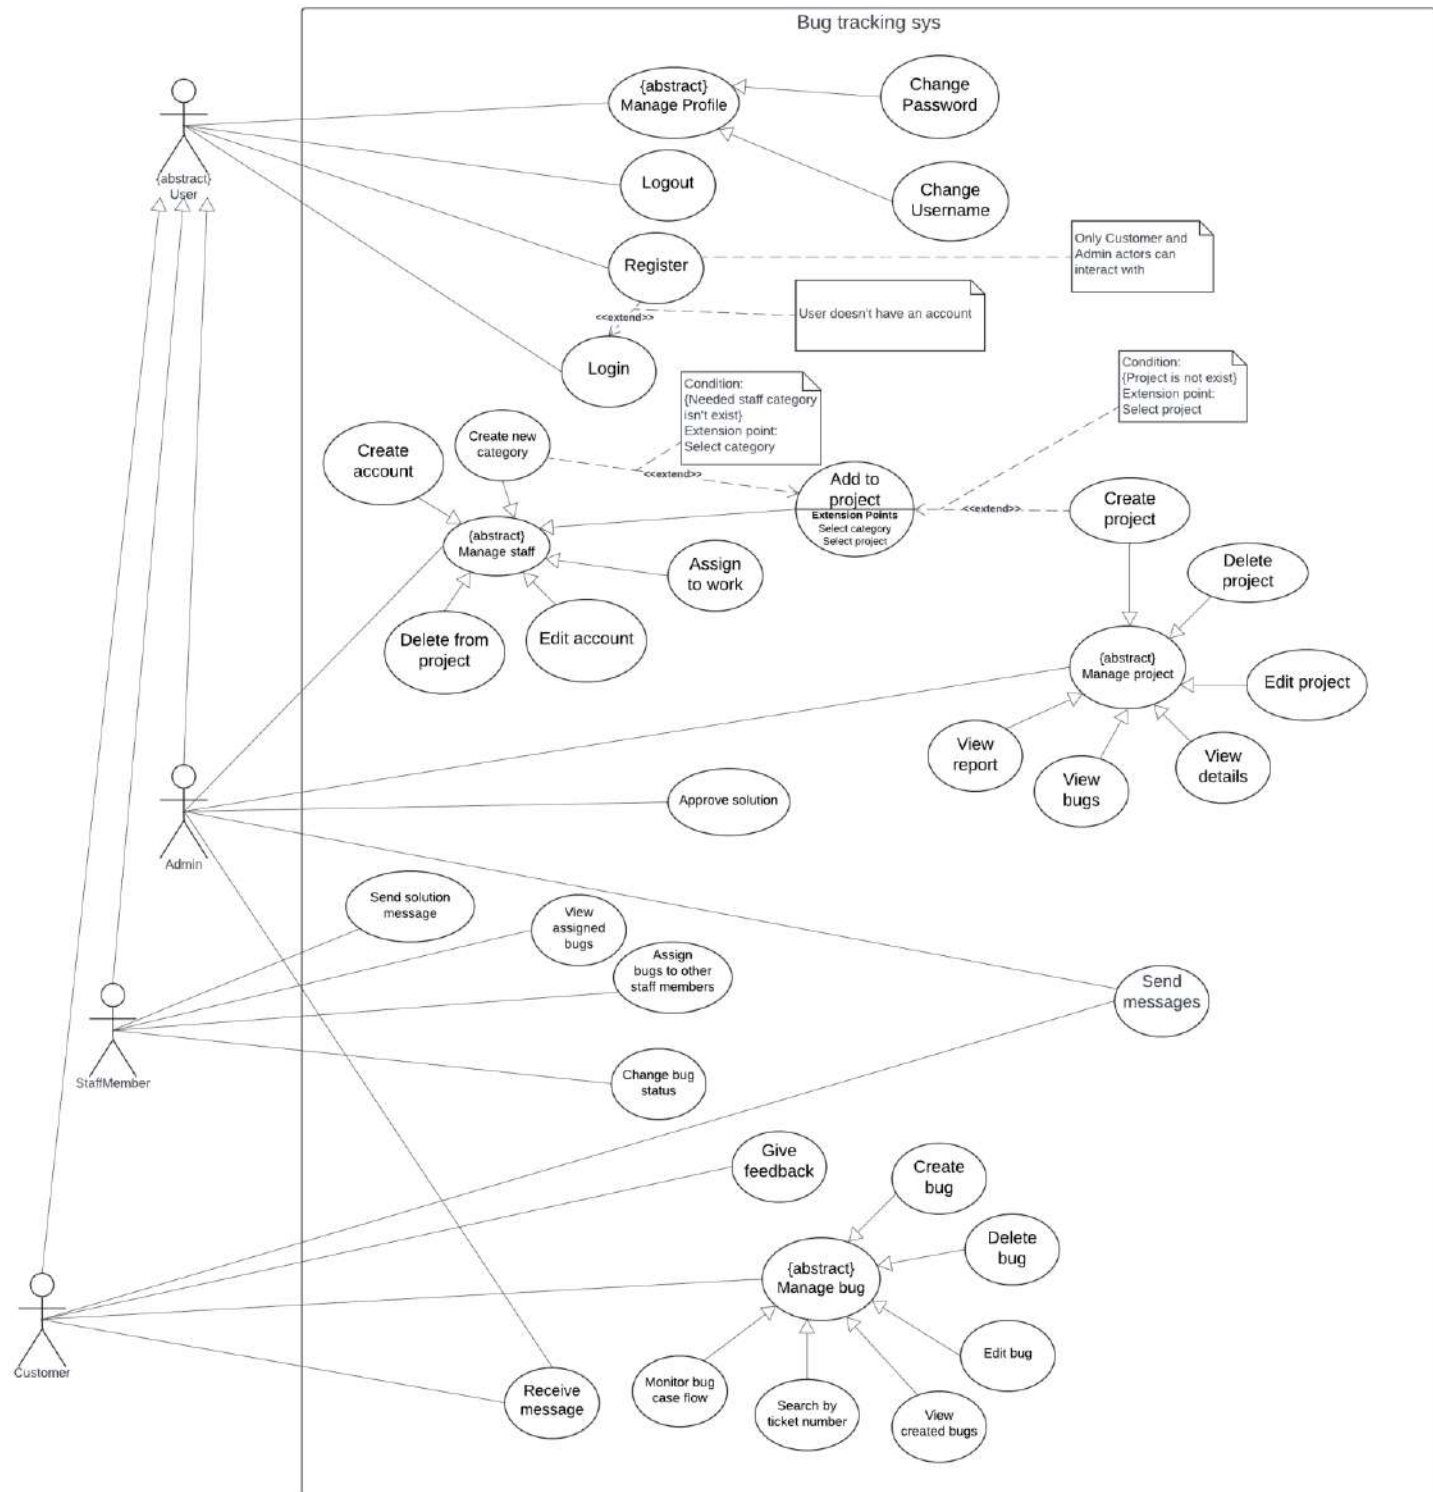 Bug tracking sys
{abstract}
Manage Profile
Change
Password
{abstract}
User
Logout
Change
Username
Register
Only Customer and
Admin actors can
interact with
<<extend>>
User doesn't have an account
Login
Condition:
{Needed staff category
isn't exist}
Extension point:
Select category
Condition:
{Project is not exist}
Extension point:
Select project
Create
account
Create new
category
<<extend>>
Add to
project
Extension Points
Select category
Select project
<<extend>>
Create
project
{abstract}
Manage staff
Assign
to work
Delete
project
Delete from
project
Edit account
{abstract}
Manage project
Edit project
View
report
View
bugs
View
details
Approve solution
Admin
Send solution
message
View
assigned
bugs
Assign
bugs to other
staff members
Send
messages
StaffMember
Change bug
status
Give
feedback
Create
bug
Delete
bug
{abstract}
Manage bug
Edit bug
Customer
Receive
message
Monitor bug
case flow
Search by
ticket number
View
created bugs